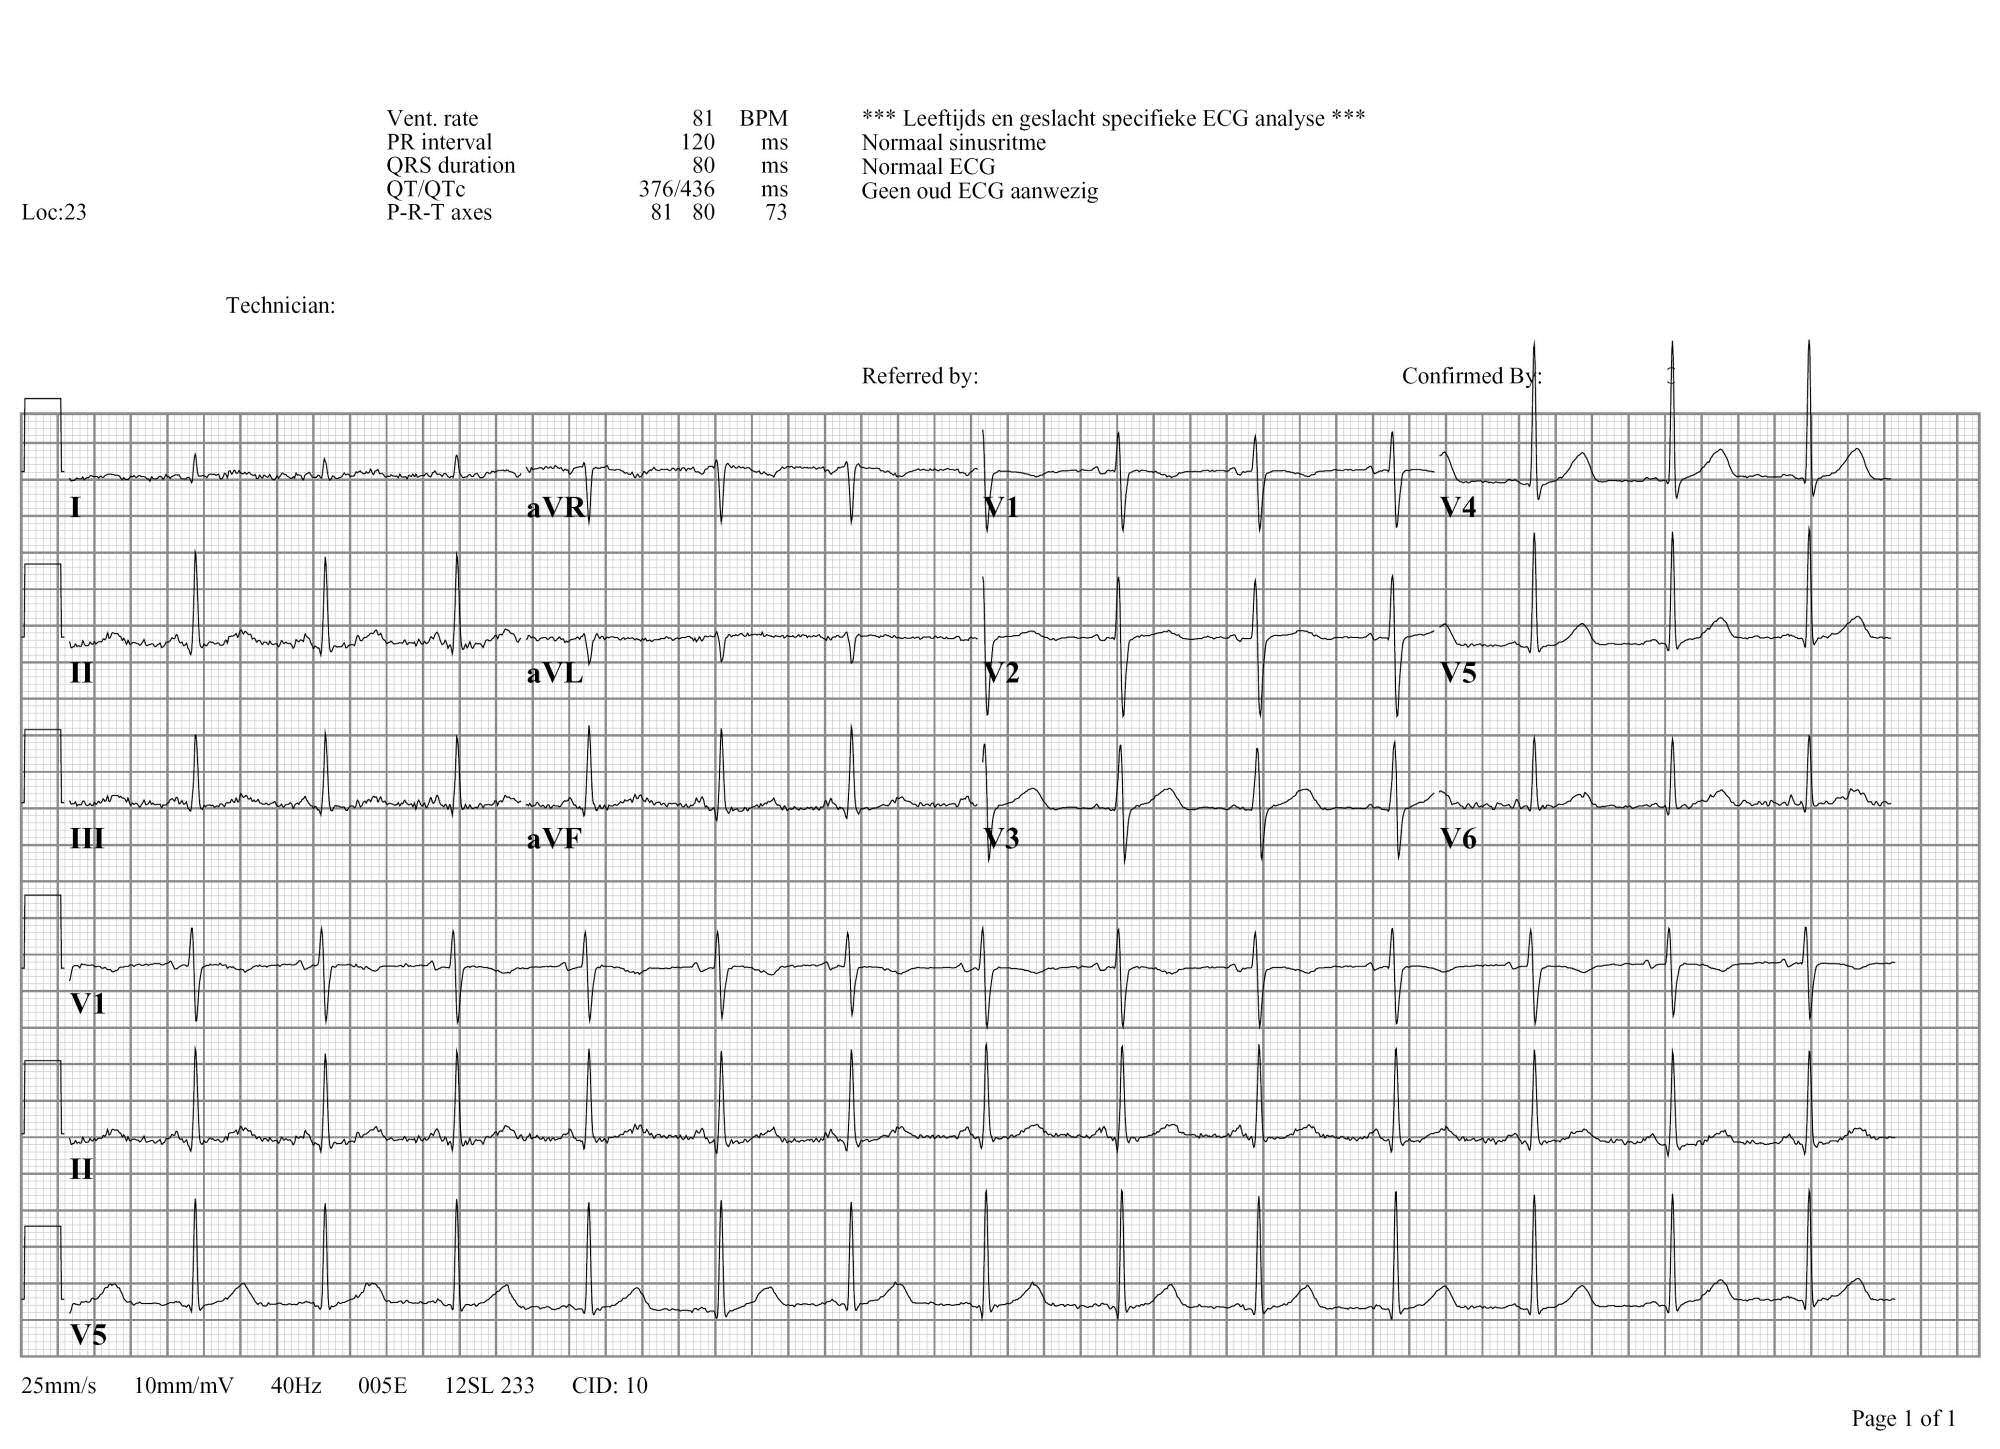 Vent. rate 81 BPM
PR interval 120 ms
QRS duration 80 ms
QT/QTc 376/436 ms
P-R-T axes 81 80 73
*** Leeftijds en geslacht specifieke ECG analyse ***
Normaal sinusritme
Normaal ECG
Geen oud ECG aanwezig
Loc:23
Technician:
Referred by:
Confirmed By:
I aVR V1 V4
II aVL V2 V5
III aVF V3 V6
V1
II
V5
25mm/s 10mm/mV 40Hz 005E 12SL 233 CID: 10
Page 1 of 1